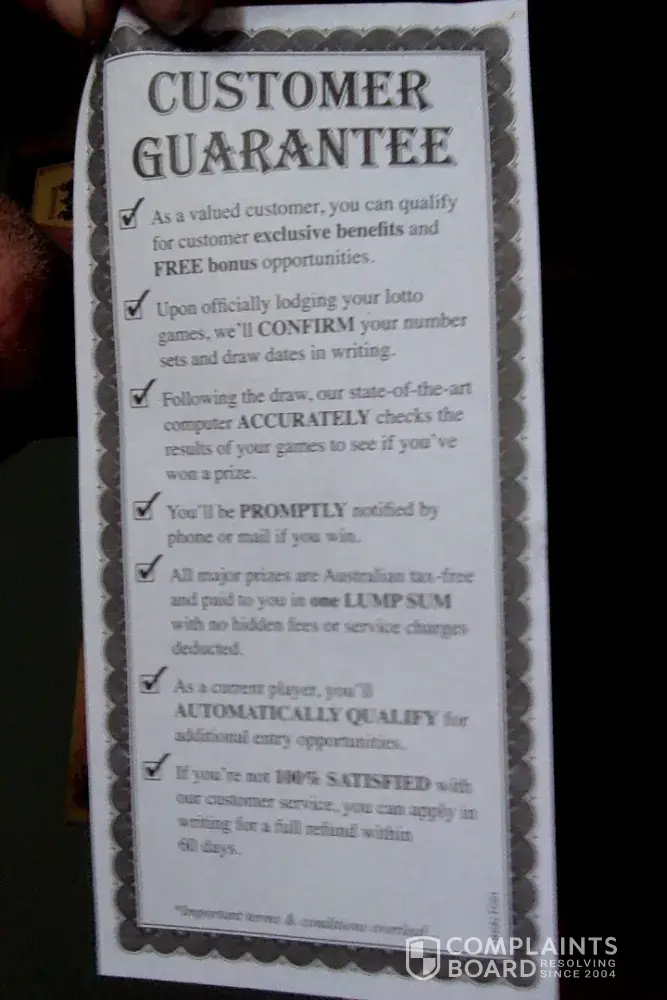 CUSTOMER
GUARANTEE
As a valued customer, you can qualify
for customer exclusive benefits and
FREE bonus opportunities.
Upon officially lodging your lotto
games, we'll CONFIRM your number
sets and draw dates in writing.
Following the draw, our state-of-the-art
computer ACCURATELY checks the
results of your games to see if you've
won a prize.
You'll be PROMPTLY notified by
phone or mail if you win.
All major prizes are Australian tax-free
and paid to you in one LUMP SUM
with no hidden fees or service charges
deducted.
As a current player, you'll
AUTOMATICALLY QUALIFY for
additional entry opportunities.
If you're not 100% SATISFIED with
our customer service, you can apply in
writing for a full refund within
60 days.
*Important terms & conditions overleaf
COMPLAINTS
BOARD RESOLVING
SINCE 2004